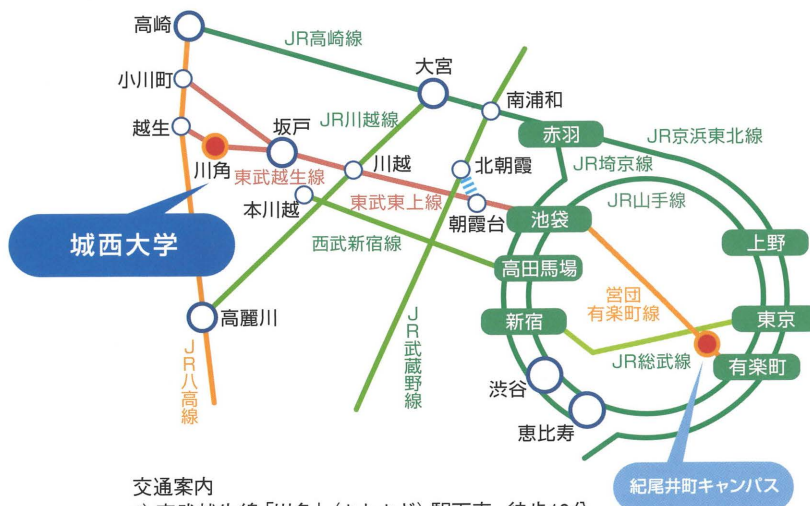 高崎
JR高崎線
小川町
大宮
南浦和
越生
坂戸
JR川越線
赤羽
JR京浜東北線
川角
川越
北朝霞
JR埼京線
東武越生線
JR山手線
本川越
東武東上線
朝霞台
池袋
城西大学
西武新宿線
上野
高田馬場
営団
有楽町線
高麗川
新宿
東京
JR武蔵野線
JR総武線
有楽町
JR八高線
渋谷
恵比寿
紀尾井町キャンパス
交通案内